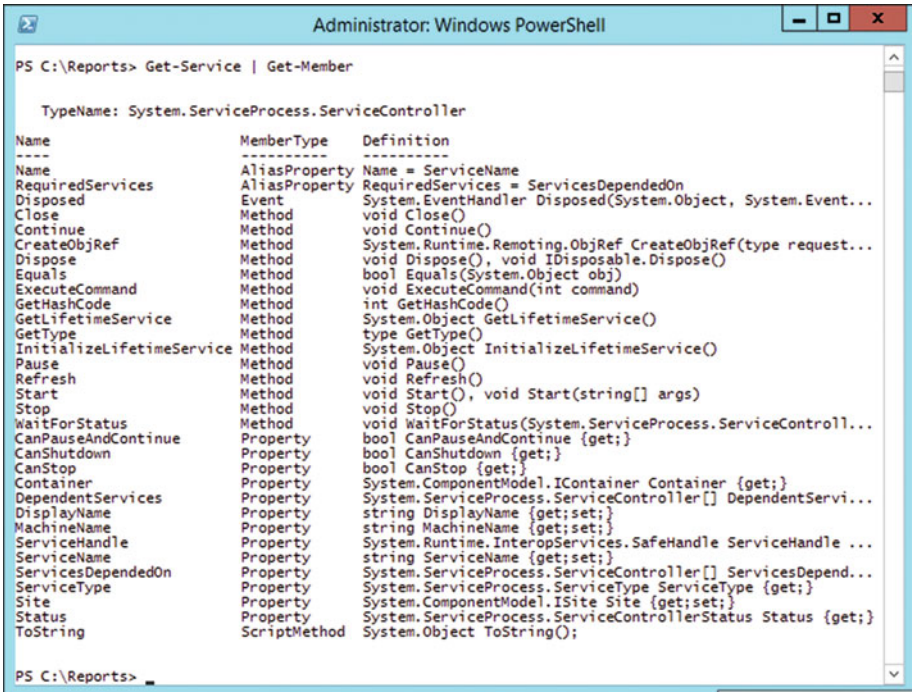 Administrator: Windows PowerShell
PS C:\Reports> Get-Service | Get-Member
TypeName: System.ServiceProcess.ServiceController
Name MemberType Definition
---- ---------- ----------
Name AliasProperty Name = ServiceName
RequiredServices AliasProperty RequiredServices = ServicesDependedOn
Disposed Event System.EventHandler Disposed(System.Object, System.Event...
Close Method void Close()
Continue Method void Continue()
CreateObjRef Method System.Runtime.Remoting.ObjRef CreateObjRef(type request...
Dispose Method void Dispose(), void IDisposable.Dispose()
Equals Method bool Equals(System.Object obj)
ExecuteCommand Method void ExecuteCommand(int command)
GetHashCode Method int GetHashCode()
GetLifetimeService Method System.Object GetLifetimeService()
GetType Method type GetType()
InitializeLifetimeService Method System.Object InitializeLifetimeService()
Pause Method void Pause()
Refresh Method void Refresh()
Start Method void Start(), void Start(string[] args)
Stop Method void Stop()
WaitForStatus Method void WaitForStatus(System.ServiceProcess.ServiceControll...
CanPauseAndContinue Property bool CanPauseAndContinue {get;}
CanShutdown Property bool CanShutdown {get;}
CanStop Property bool CanStop {get;}
Container Property System.ComponentModel.IContainer Container {get;}
DependentServices Property System.ServiceProcess.ServiceController[] DependentServi...
DisplayName Property string DisplayName {get;set;}
MachineName Property string MachineName {get;set;}
ServiceHandle Property System.Runtime.InteropServices.SafeHandle ServiceHandle ...
ServiceName Property string ServiceName {get;set;}
ServicesDependedOn Property System.ServiceProcess.ServiceController[] ServicesDepend...
ServiceType Property System.ServiceProcess.ServiceType ServiceType {get;}
Site Property System.ComponentModel.ISite Site {get;set;}
Status Property System.ServiceProcess.ServiceControllerStatus Status {get;}
ToString ScriptMethod System.Object ToString();
PS C:\Reports> _